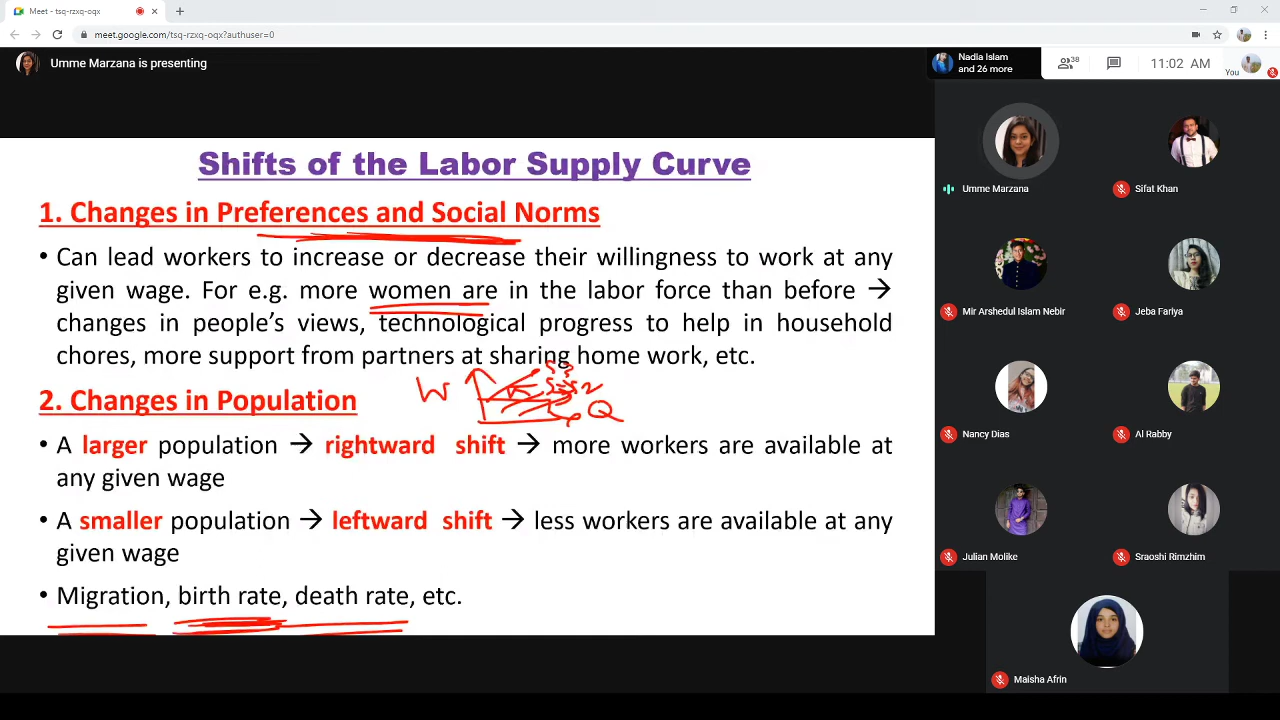 Meet - tsq-rzxq-oqx
meet.google.com/tsq-rzxq-oqx?authuser=0
Umme Marzana is presenting
Nadia Islam
and 26 more
38
11:02 AM
You
Shifts of the Labor Supply Curve
1. Changes in Preferences and Social Norms
• Can lead workers to increase or decrease their willingness to work at any
given wage. For e.g. more women are in the labor force than before →
changes in people's views, technological progress to help in household
chores, more support from partners at sharing home work, etc.
W
S3
S2
Q
2. Changes in Population
• A larger population → rightward shift → more workers are available at
any given wage
• A smaller population → leftward shift → less workers are available at any
given wage
• Migration, birth rate, death rate, etc.
Umme Marzana
Sifat Khan
Mir Arshedul Islam Nebir
Jeba Fariya
Nancy Dias
Al Rabby
Julian Molike
Sraoshi Rimzhim
Maisha Afrin